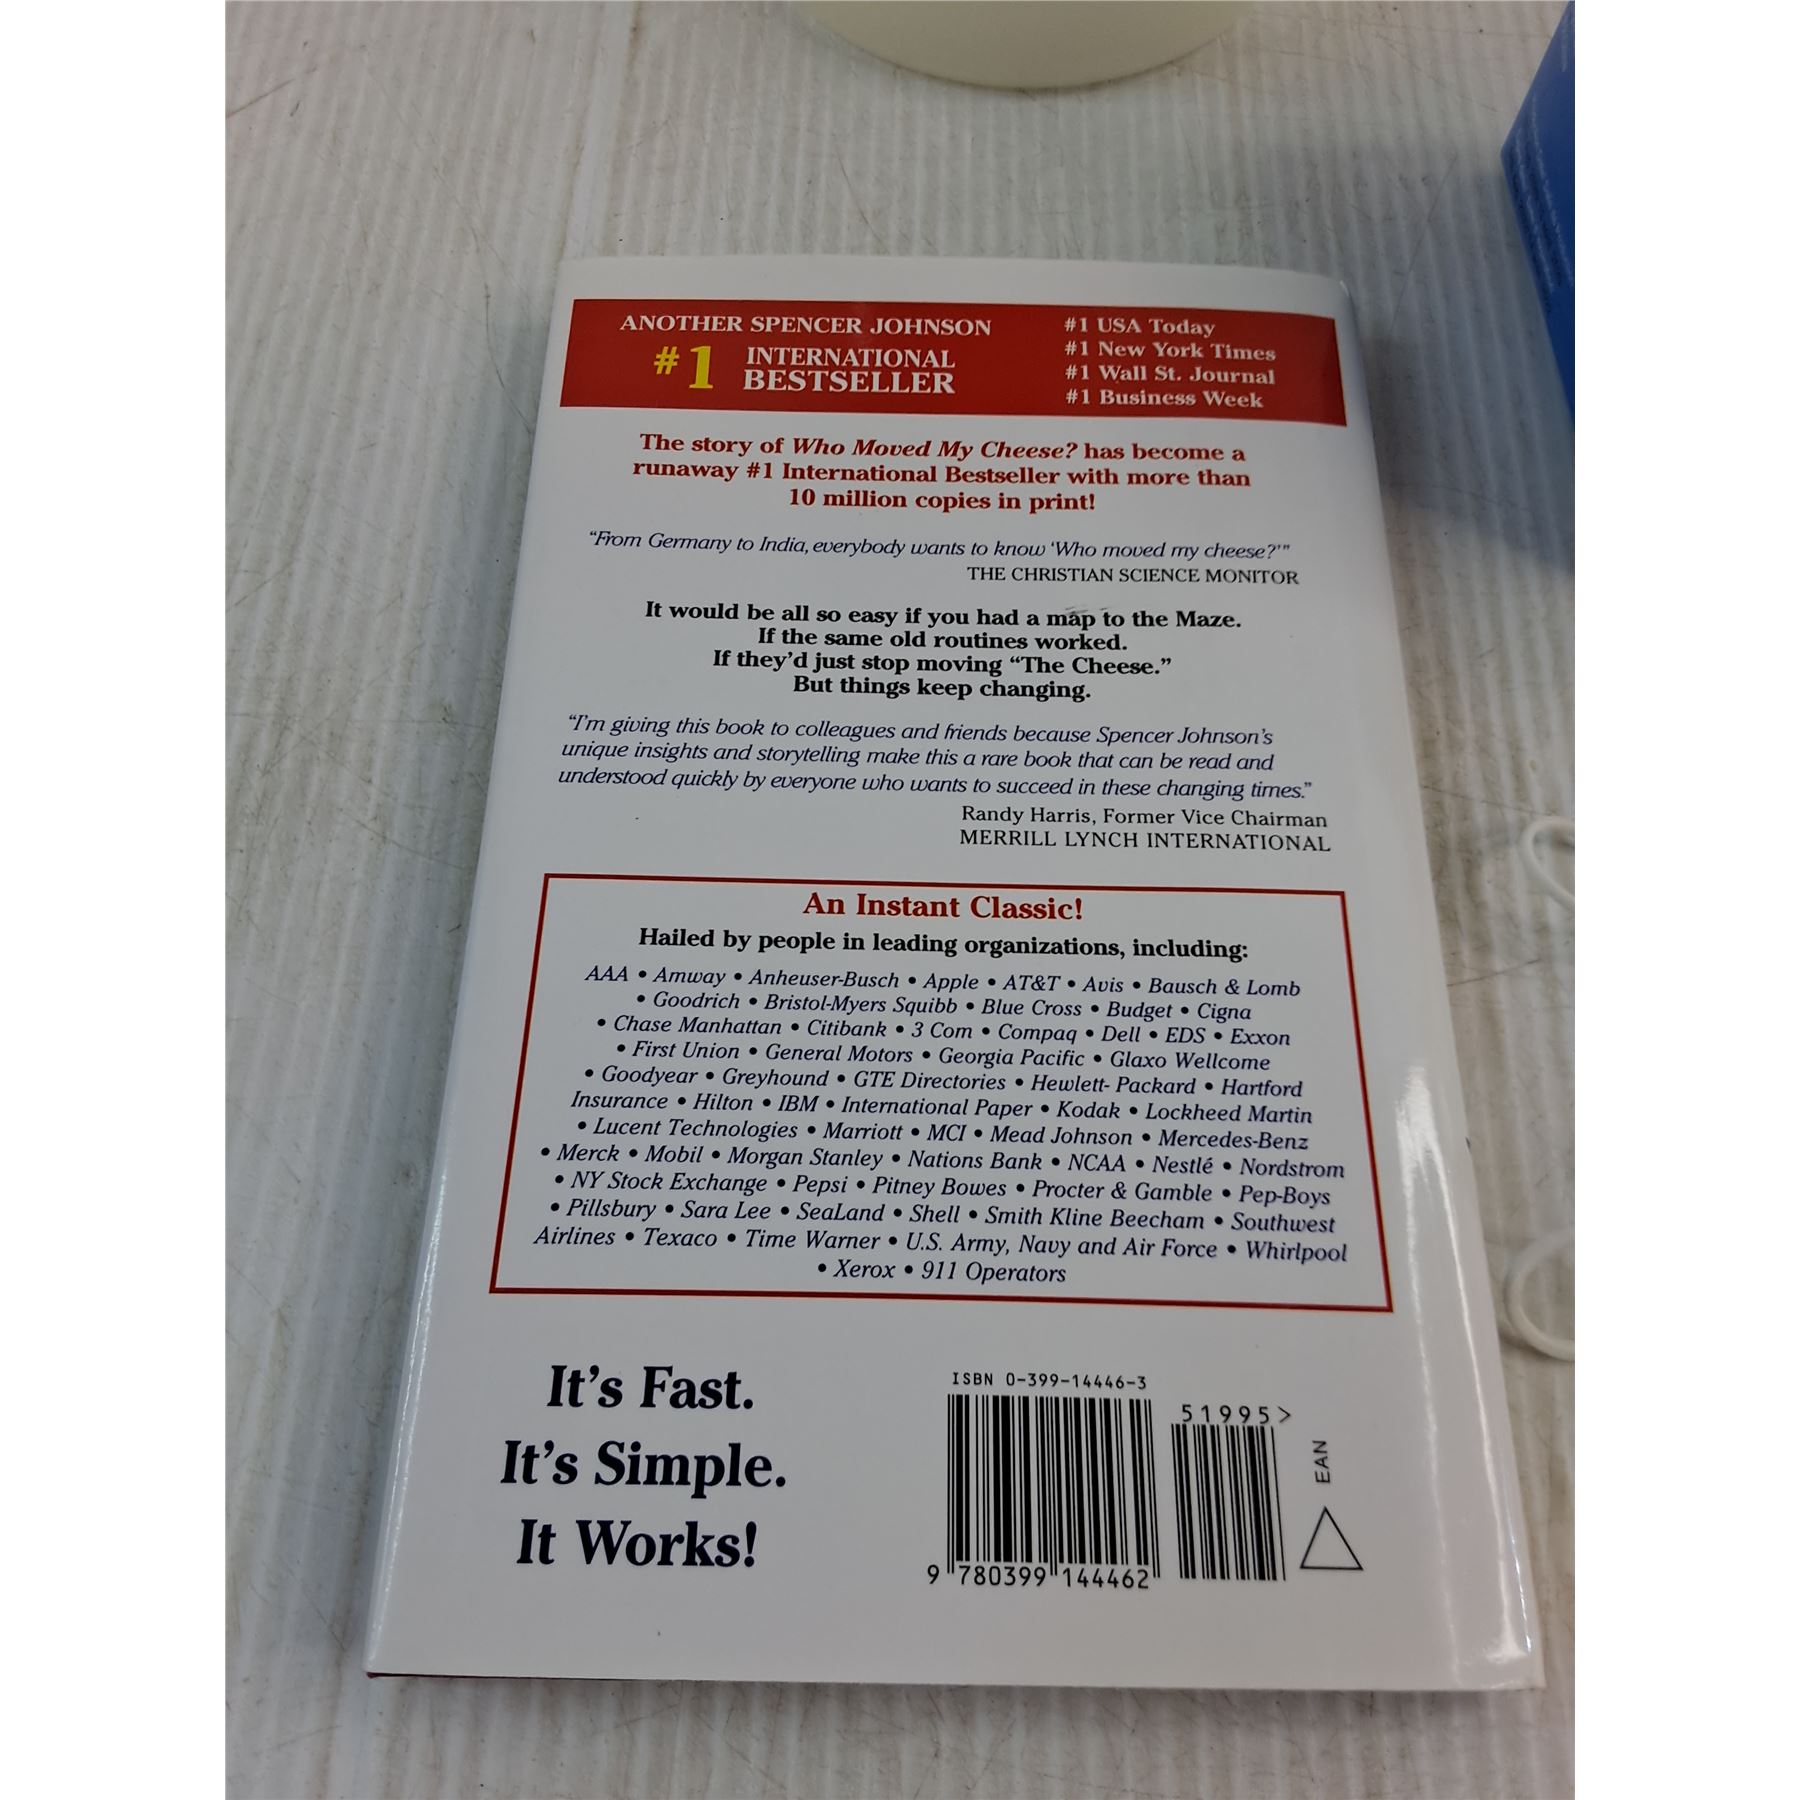 ANOTHER SPENCER JOHNSON
#1 INTERNATIONAL
BESTSELLER
#1 USA Today
#1 New York Times
#1 Wall St. Journal
#1 Business Week
The story of Who Moved My Cheese? has become a
runaway #1 International Bestseller with more than
10 million copies in print!
“From Germany to India, everybody wants to know ‘Who moved my cheese?’”
THE CHRISTIAN SCIENCE MONITOR
It would be all so easy if you had a map to the Maze.
If the same old routines worked.
If they’d just stop moving “The Cheese.”
But things keep changing.
“I’m giving this book to colleagues and friends because Spencer Johnson’s
unique insights and storytelling make this a rare book that can be read and
understood quickly by everyone who wants to succeed in these changing times.”
Randy Harris, Former Vice Chairman
MERRILL LYNCH INTERNATIONAL
An Instant Classic!
Hailed by people in leading organizations, including:
AAA • Amway • Anheuser-Busch • Apple • AT&T • Avis • Bausch & Lomb
• Goodrich • Bristol-Myers Squibb • Blue Cross • Budget • Cigna
• Chase Manhattan • Citibank • 3 Com • Compaq • Dell • EDS • Exxon
• First Union • General Motors • Georgia Pacific • Glaxo Wellcome
• Goodyear • Greyhound • GTE Directories • Hewlett- Packard • Hartford
Insurance • Hilton • IBM • International Paper • Kodak • Lockheed Martin
• Lucent Technologies • Marriott • MCI • Mead Johnson • Mercedes-Benz
• Merck • Mobil • Morgan Stanley • Nations Bank • NCAA • Nestlé • Nordstrom
• NY Stock Exchange • Pepsi • Pitney Bowes • Procter & Gamble • Pep-Boys
• Pillsbury • Sara Lee • SeaLand • Shell • Smith Kline Beecham • Southwest
Airlines • Texaco • Time Warner • U.S. Army, Navy and Air Force • Whirlpool
• Xerox • 911 Operators
It’s Fast.
It’s Simple.
It Works!
ISBN 0-399-14446-3
51995>
EAN
9 780399 144462